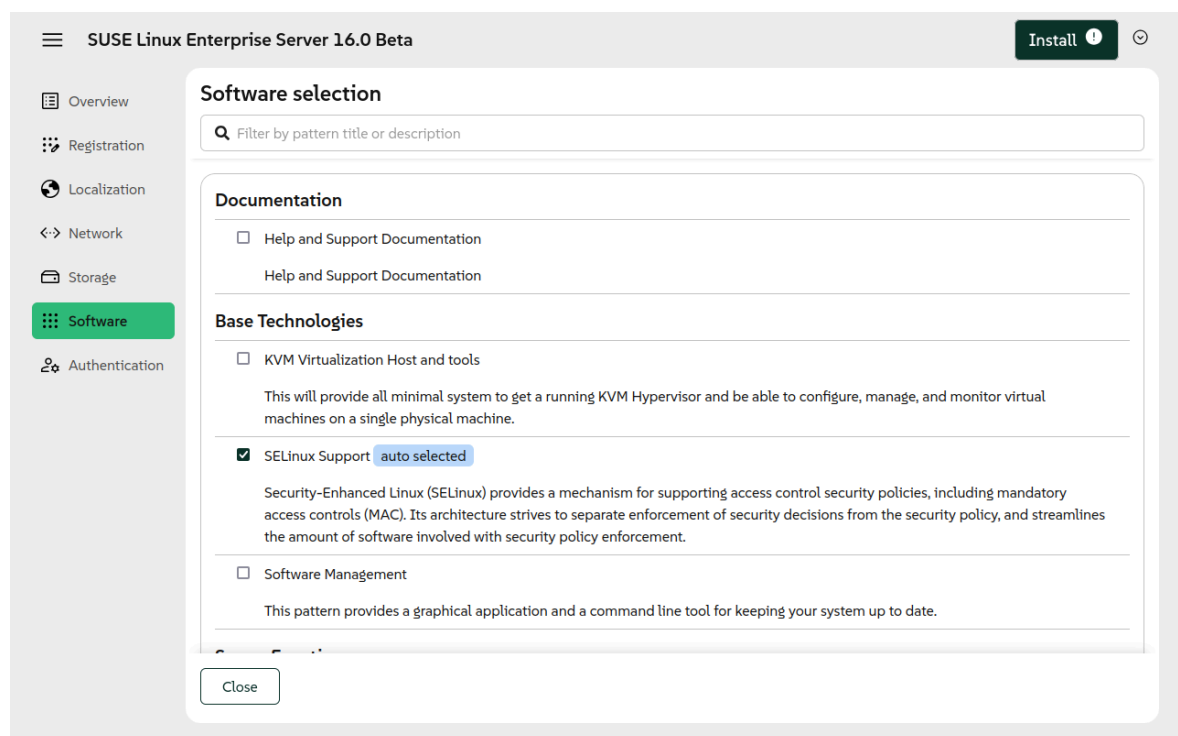 SUSE Linux Enterprise Server 16.0 Beta
Install
Overview
Registration
Localization
Network
Storage
Software
Authentication
Software selection
Filter by pattern title or description
Documentation
Help and Support Documentation
Help and Support Documentation
Base Technologies
KVM Virtualization Host and tools
This will provide all minimal system to get a running KVM Hypervisor and be able to configure, manage, and monitor virtual
machines on a single physical machine.
SELinux Support auto selected
Security-Enhanced Linux (SELinux) provides a mechanism for supporting access control security policies, including mandatory
access controls (MAC). Its architecture strives to separate enforcement of security decisions from the security policy, and streamlines
the amount of software involved with security policy enforcement.
Software Management
This pattern provides a graphical application and a command line tool for keeping your system up to date.
Close